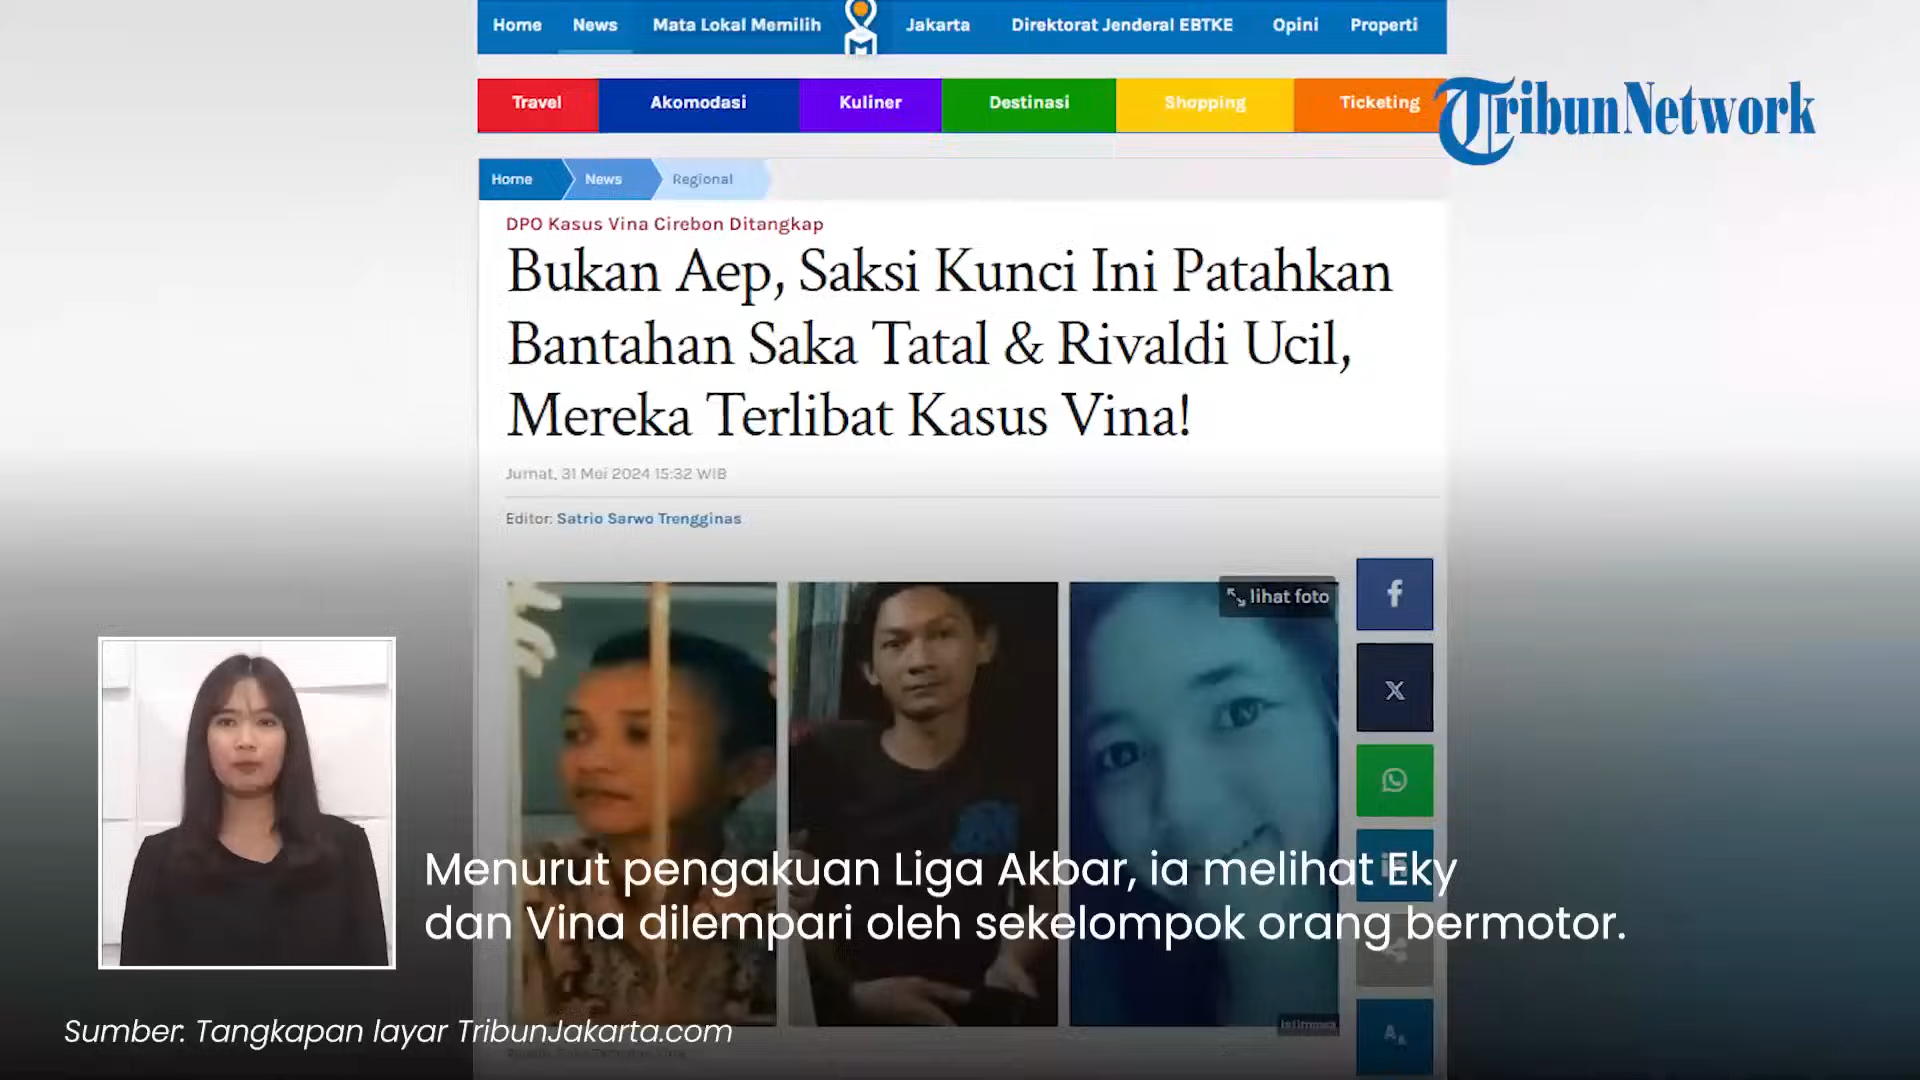 Home News Mata Lokal Memilih Jakarta Direktorat Jenderal EBTKE Opini Properti
Travel Akomodasi Kuliner Destinasi Shopping Ticketing
TribunNetwork
Home News Regional
DPO Kasus Vina Cirebon Ditangkap
Bukan Aep, Saksi Kunci Ini Patahkan
Bantahan Saka Tatal & Rivaldi Ucil,
Mereka Terlibat Kasus Vina!
Jumat, 31 Mei 2024 15:32 WIB
Editor: Satrio Sarwo Trengginas
lihat foto
Menurut pengakuan Liga Akbar, ia melihat Eky
dan Vina dilempari oleh sekelompok orang bermotor.
Istimewa
Sumber: Tangkapan layar TribunJakarta.com